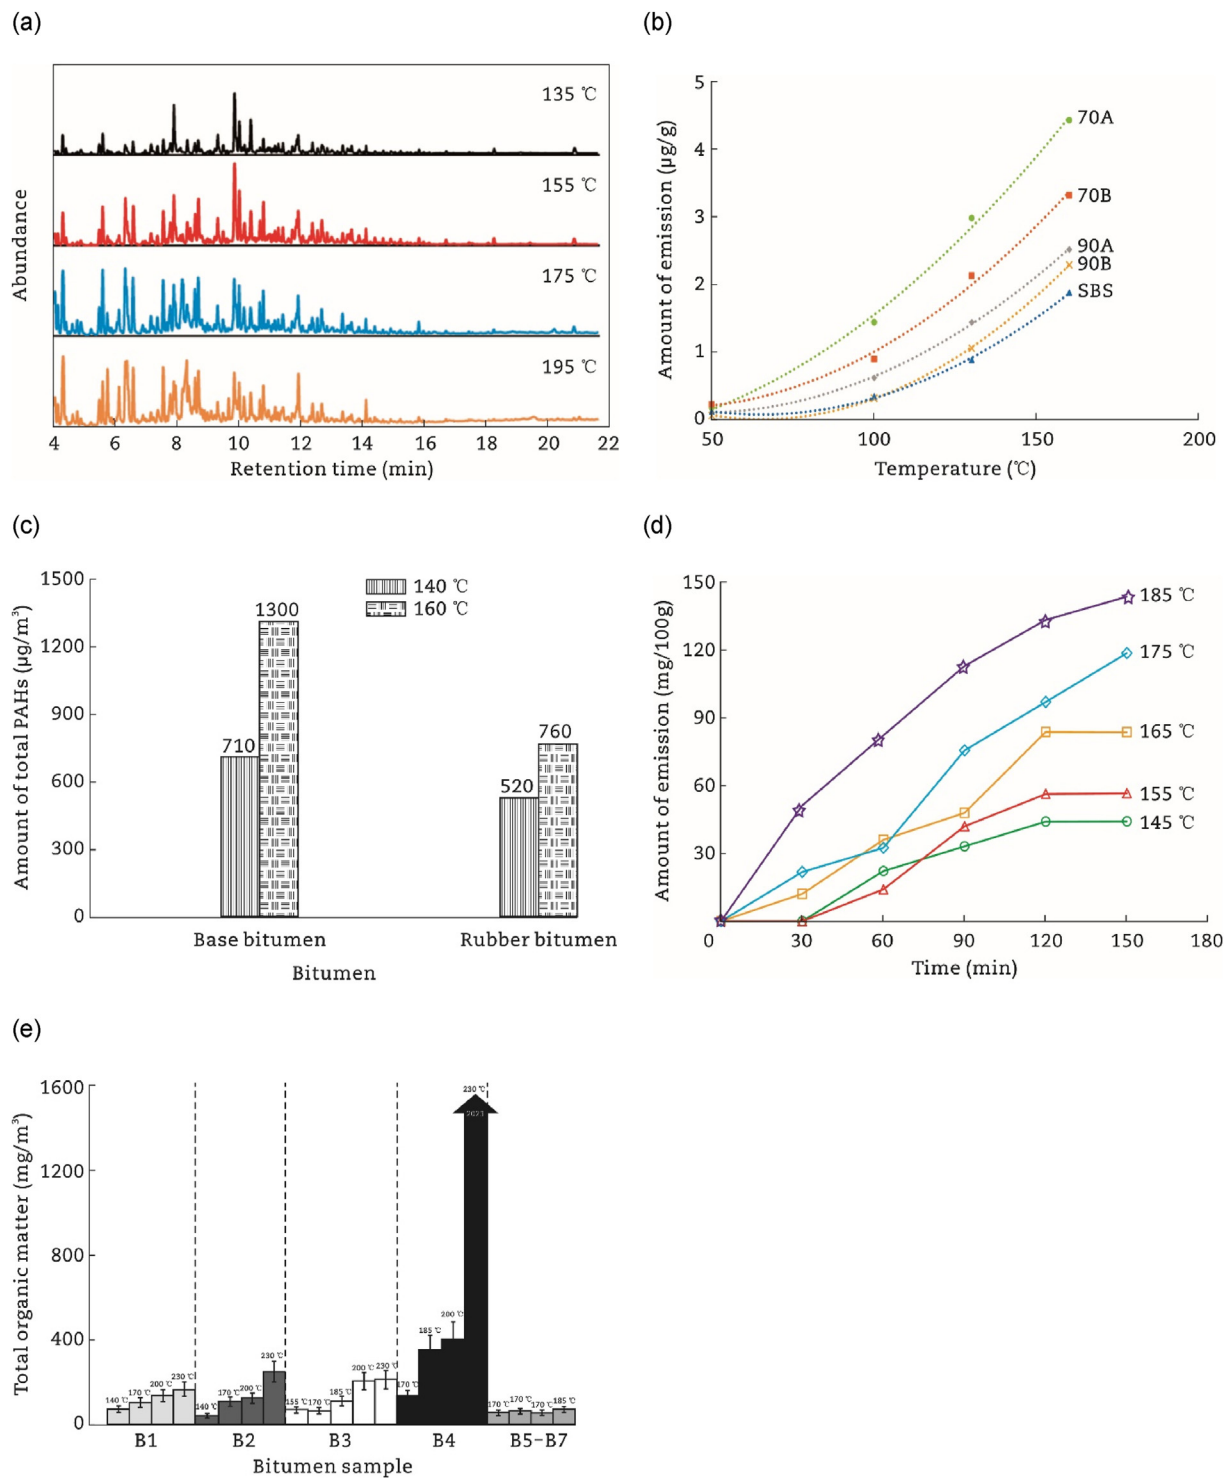 (a)
135 ℃
155 ℃
175 ℃
195 ℃
Abundance
4 6 8 10 12 14 16 18 20 22
Retention time (min)
(b)
5
4
3
2
1
0
Amount of emission (µg/g)
70A
70B
90A
90B
SBS
50 100 150 200
Temperature (℃)
(c)
1500
1200
900
600
300
0
Amount of total PAHs (µg/m³)
140 ℃
160 ℃
710
1300
520
760
Base bitumen Rubber bitumen
Bitumen
(d)
150
120
90
60
30
Amount of emission (mg/100g)
185 ℃
175 ℃
165 ℃
155 ℃
145 ℃
0 30 60 90 120 150 180
Time (min)
(e)
1600
1200
800
400
0
Total organic matter (mg/m³)
140 ℃ 170 ℃ 200 ℃ 230 ℃
140 ℃ 170 ℃ 200 ℃ 230 ℃
155 ℃ 170 ℃ 185 ℃ 200 ℃ 230 ℃
170 ℃ 185 ℃ 200 ℃ 230 ℃
170 ℃ 170 ℃ 170 ℃ 185 ℃
B1 B2 B3 B4 B5–B7
Bitumen sample